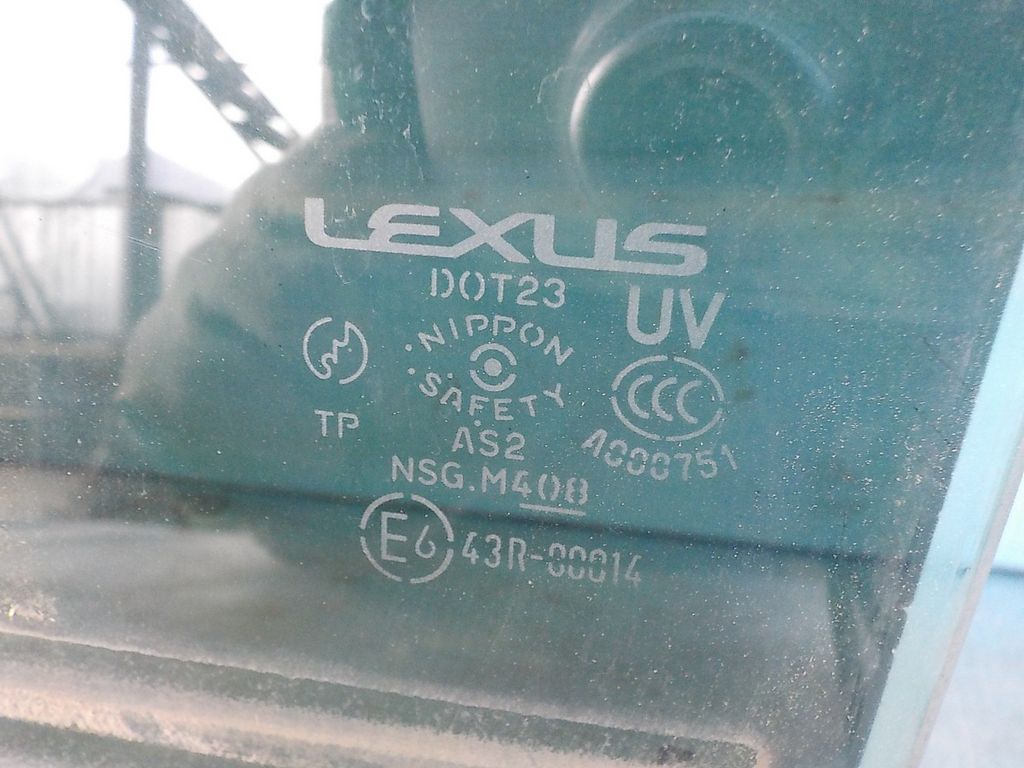 LEXUS
DOT23
UV
NIPPON
SAFETY
CCC
TP
AS2
A000751
NSG.M408
E6 43R-00014